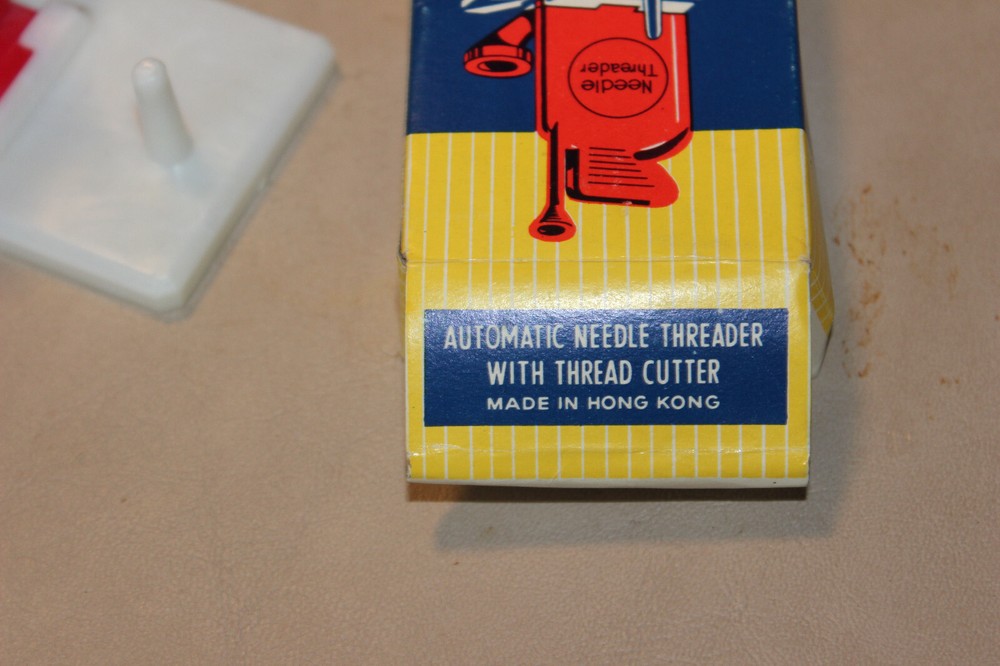 Needle
Threader
AUTOMATIC NEEDLE THREADER
WITH THREAD CUTTER
MADE IN HONG KONG